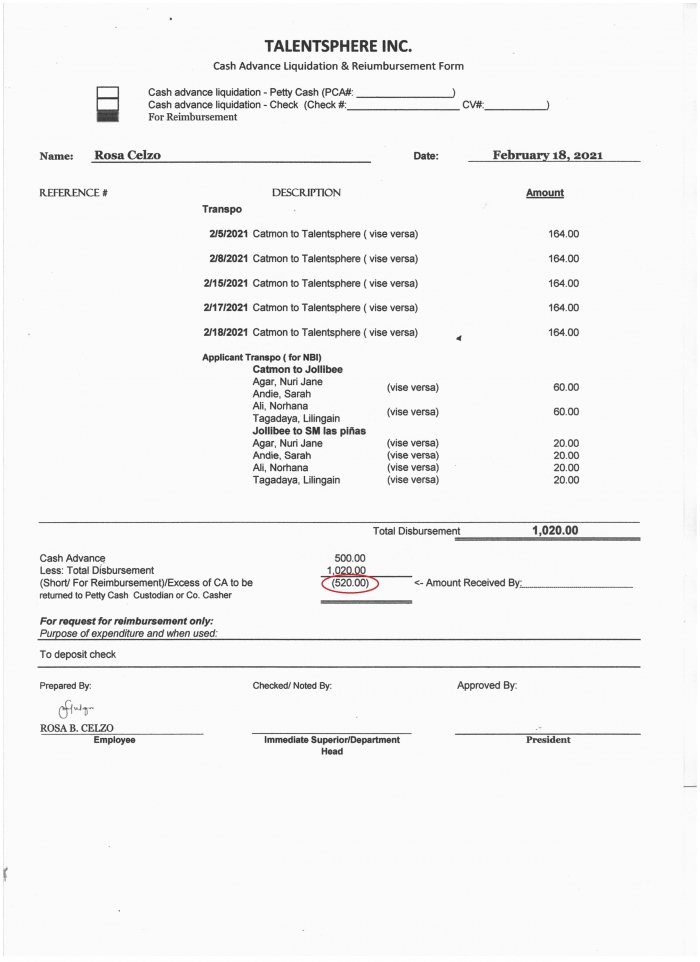 TALENTSPHERE INC.
Cash Advance Liquidation & Reiumbursement Form
Cash advance liquidation - Petty Cash (PCA#: ____________________)
Cash advance liquidation - Check (Check #:____________________ CV#:____________)
For Reimbursement
Name: Rosa Celzo Date: February 18, 2021
REFERENCE # DESCRIPTION Amount
Transpo
2/5/2021 Catmon to Talentsphere ( vise versa) 164.00
2/8/2021 Catmon to Talentsphere ( vise versa) 164.00
2/15/2021 Catmon to Talentsphere ( vise versa) 164.00
2/17/2021 Catmon to Talentsphere ( vise versa) 164.00
2/18/2021 Catmon to Talentsphere ( vise versa) 164.00
Applicant Transpo ( for NBI)
Catmon to Jollibee
Agar, Nuri Jane
(vise versa) 60.00
Andie, Sarah
Ali, Norhana
(vise versa) 60.00
Tagadaya, Lilingain
Jollibee to SM las piñas
Agar, Nuri Jane (vise versa) 20.00
Andie, Sarah (vise versa) 20.00
Ali, Norhana (vise versa) 20.00
Tagadaya, Lilingain (vise versa) 20.00
Total Disbursement 1,020.00
Cash Advance 500.00
Less: Total Disbursement 1,020.00
(Short/ For Reimbursement)/Excess of CA to be (520.00) <- Amount Received By:____________________
returned to Petty Cash Custodian or Co. Casher
For request for reimbursement only:
Purpose of expenditure and when used:
To deposit check
Prepared By: Checked/ Noted By: Approved By:
ROSA B. CELZO
Employee Immediate Superior/Department President
Head